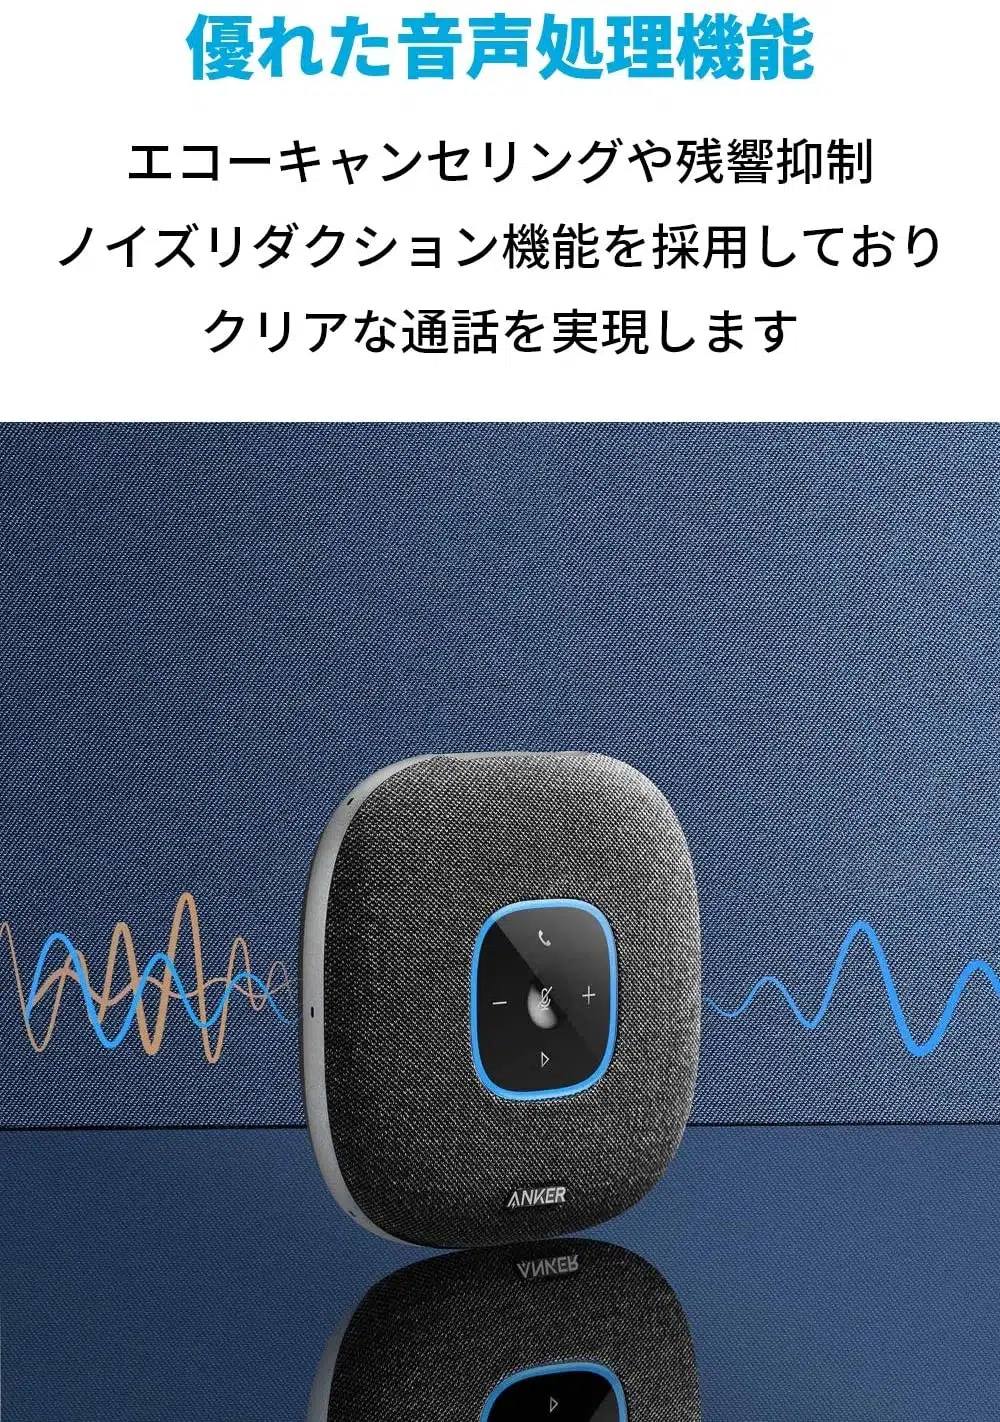 優れた音声処理機能
エコーキャンセリングや残響抑制
ノイズリダクション機能を採用しており
クリアな通話を実現します
ANKER